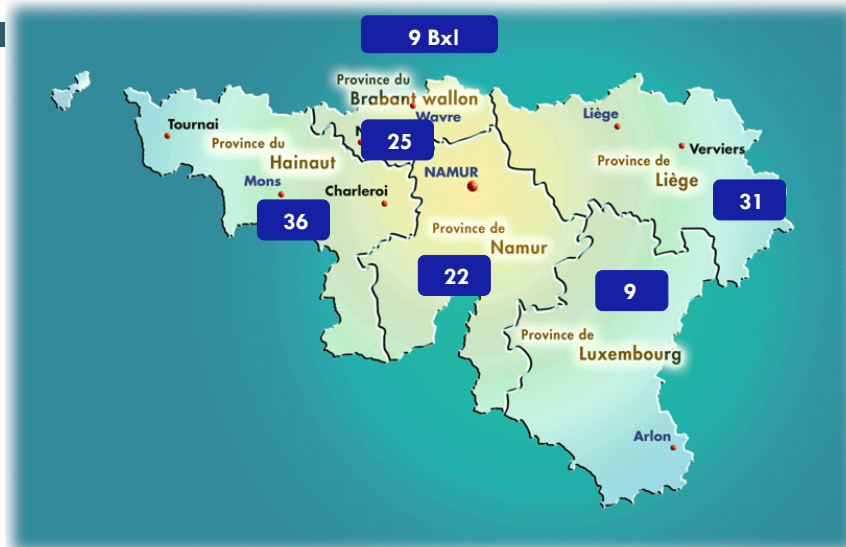 9 Bxl
Province du
Brabant wallon
Wavre
Liège
Tournai
25
Verviers
Province du
Hainaut
Province de
Liège
Mons
Charleroi
NAMUR
31
36
Province de
Namur
22
9
Province de
Luxembourg
Arlon